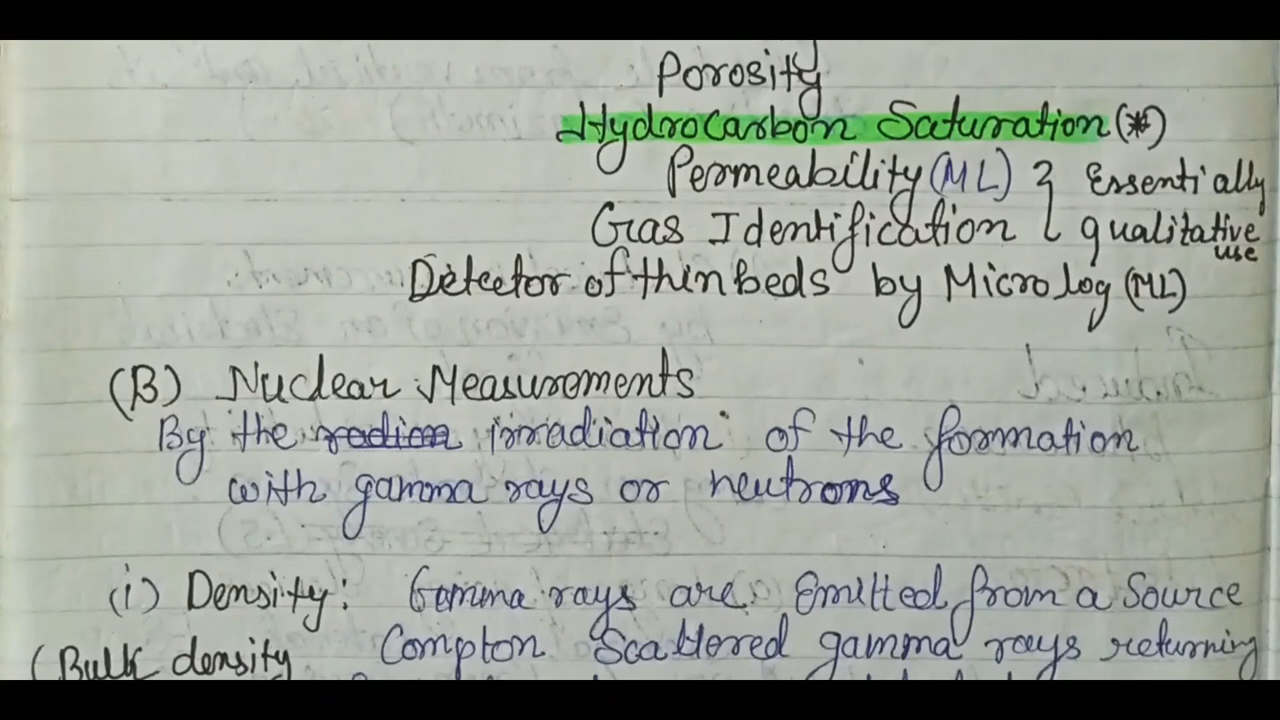 Porosity
Hydrocarbon Saturation (*)
Permeability (ML) } Essentially
Gas Identification } qualitative use
Detector of thin beds by Microlog (ML)
(B) Nuclear Measurements
By the irradiation of the formation
with gamma rays or neutrons
(i) Density: Gamma rays are Emitted from a Source
(Bulk density Compton Scattered gamma rays returning